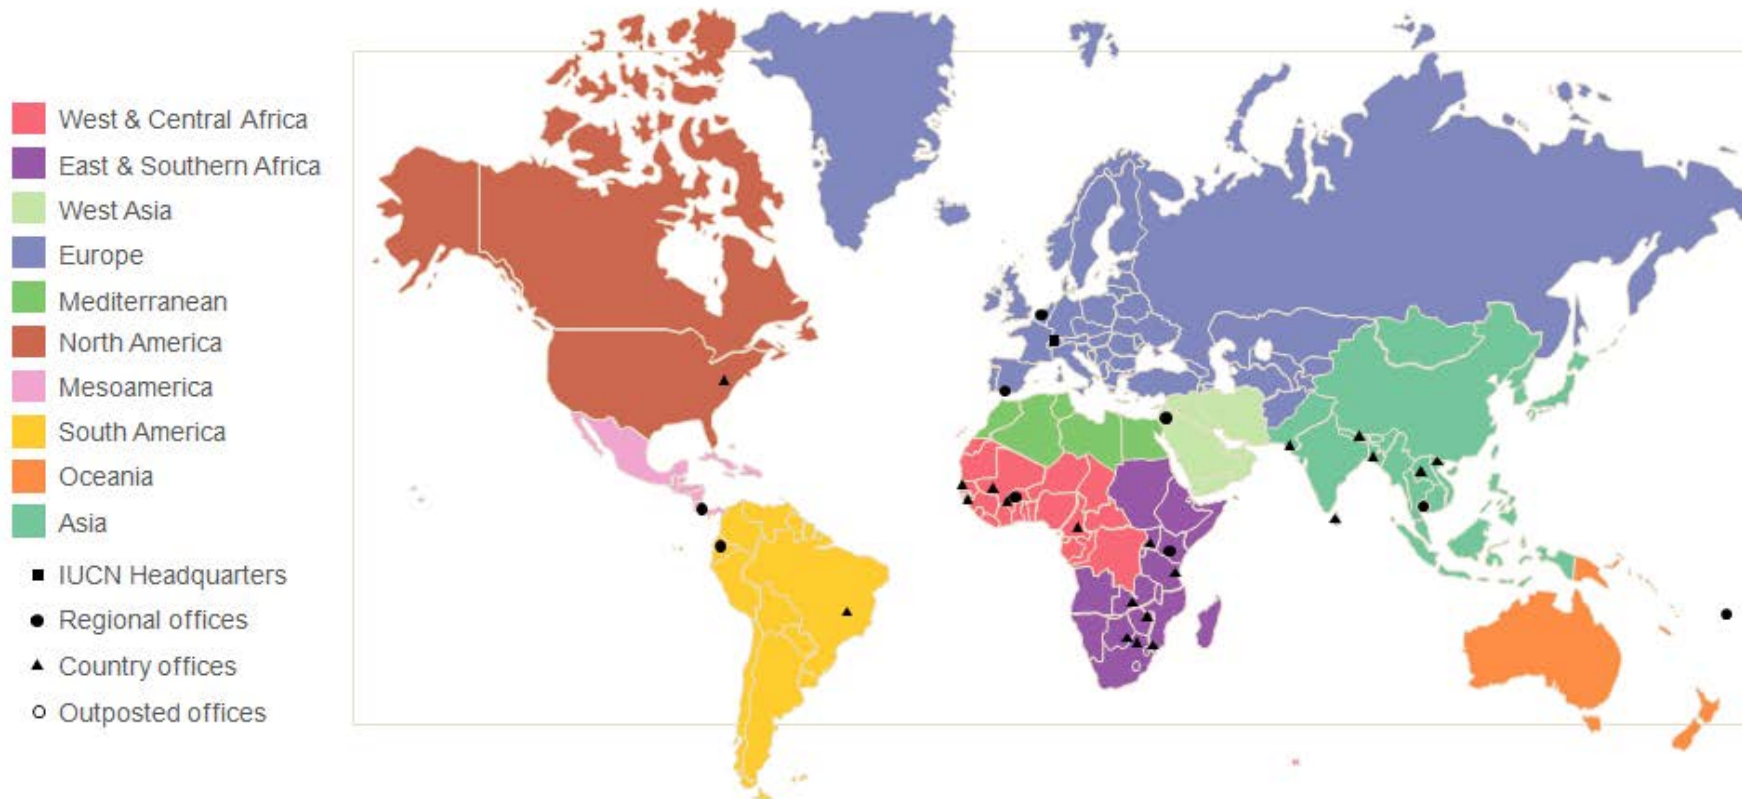 West & Central Africa
East & Southern Africa
West Asia
Europe
Mediterranean
North America
Mesoamerica
South America
Oceania
Asia
IUCN Headquarters
Regional offices
Country offices
Outposted offices